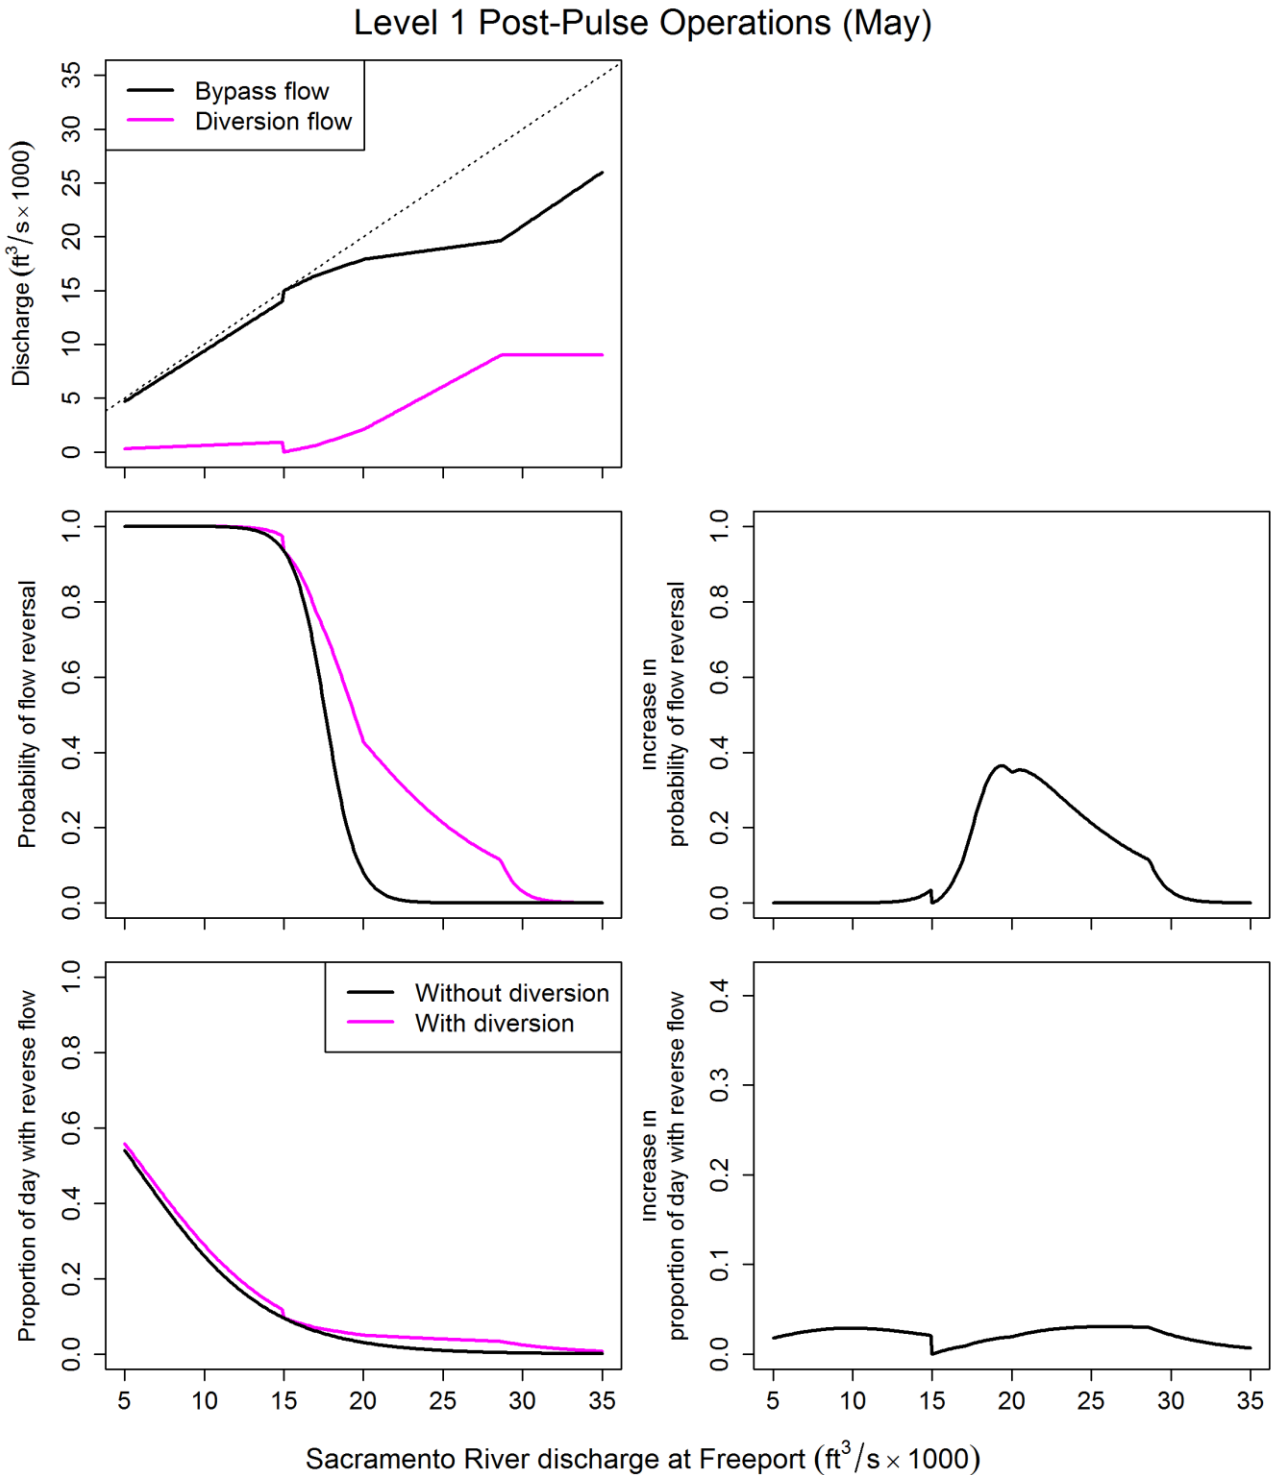 Level 1 Post-Pulse Operations (May)
Discharge (ft³/s × 1000)
35
30
25
20
15
10
5
0
Bypass flow
Diversion flow
Probability of flow reversal
1.0
0.8
0.6
0.4
0.2
0.0
Increase in
probability of flow reversal
1.0
0.8
0.6
0.4
0.2
0.0
Proportion of day with reverse flow
1.0
0.8
0.6
0.4
0.2
0.0
Without diversion
With diversion
5 10 15 20 25 30 35
Increase in
proportion of day with reverse flow
0.4
0.3
0.2
0.1
0.0
5 10 15 20 25 30 35
Sacramento River discharge at Freeport (ft³/s × 1000)